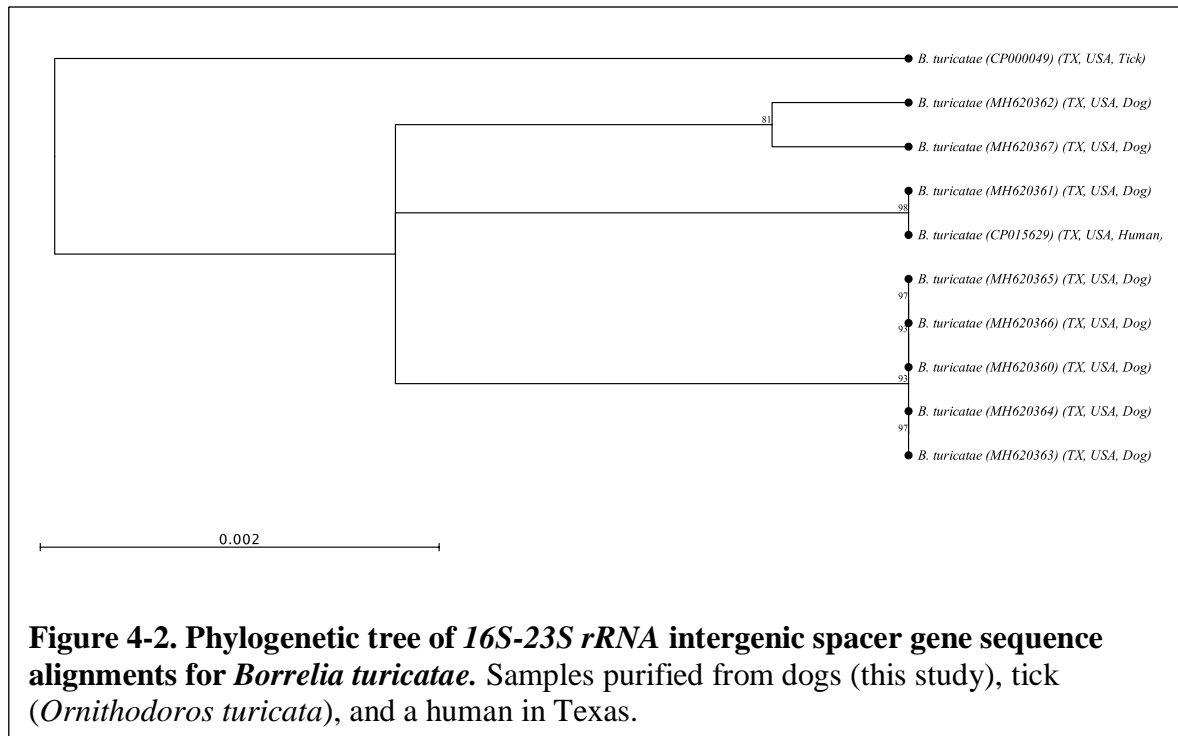 B. turicatae (CP000049) (TX, USA, Tick)
B. turicatae (MH620362) (TX, USA, Dog)
81
B. turicatae (MH620367) (TX, USA, Dog)
B. turicatae (MH620361) (TX, USA, Dog)
98
B. turicatae (CP015629) (TX, USA, Human,
B. turicatae (MH620365) (TX, USA, Dog)
97
B. turicatae (MH620366) (TX, USA, Dog)
93
B. turicatae (MH620360) (TX, USA, Dog)
93
B. turicatae (MH620364) (TX, USA, Dog)
97
B. turicatae (MH620363) (TX, USA, Dog)
0.002
Figure 4-2. Phylogenetic tree of 16S-23S rRNA intergenic spacer gene sequence
alignments for Borrelia turicatae. Samples purified from dogs (this study), tick
(Ornithodoros turicata), and a human in Texas.